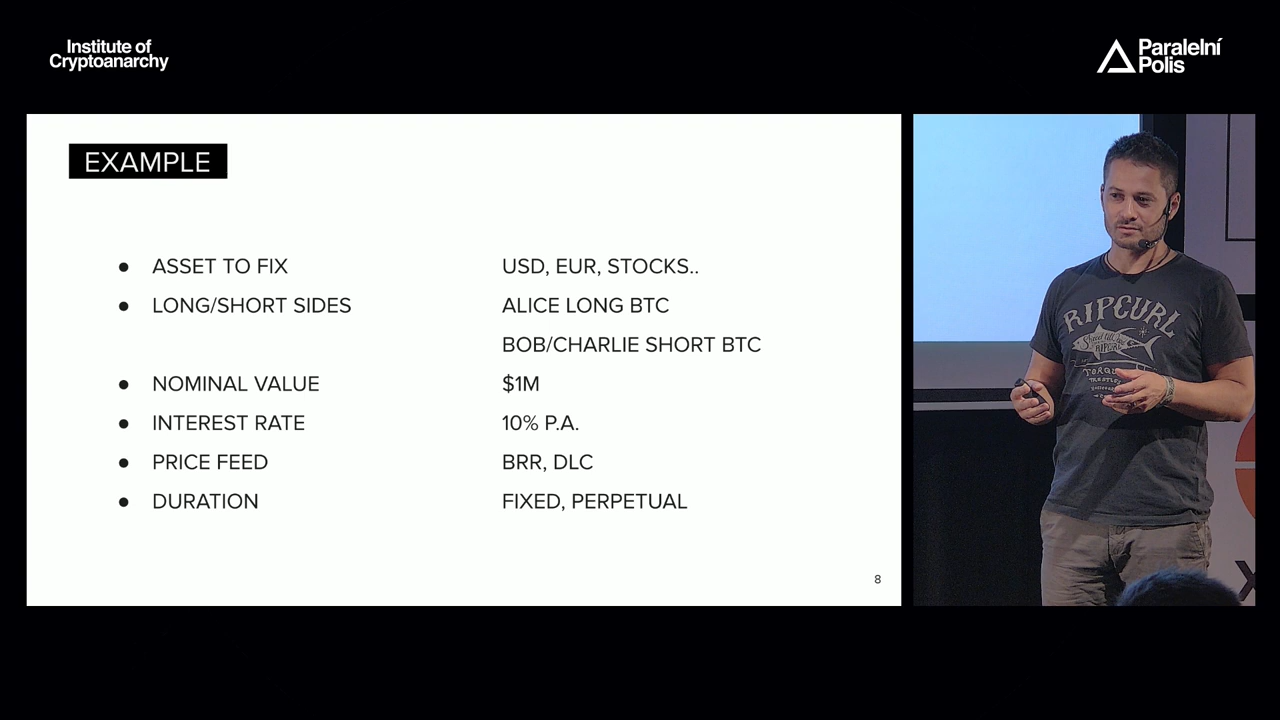 Institute of
Cryptoanarchy
Paralelní
Polis
EXAMPLE
● ASSET TO FIX USD, EUR, STOCKS..
● LONG/SHORT SIDES ALICE LONG BTC
BOB/CHARLIE SHORT BTC
● NOMINAL VALUE $1M
● INTEREST RATE 10% P.A.
● PRICE FEED BRR, DLC
● DURATION FIXED, PERPETUAL
8
RIPCURL